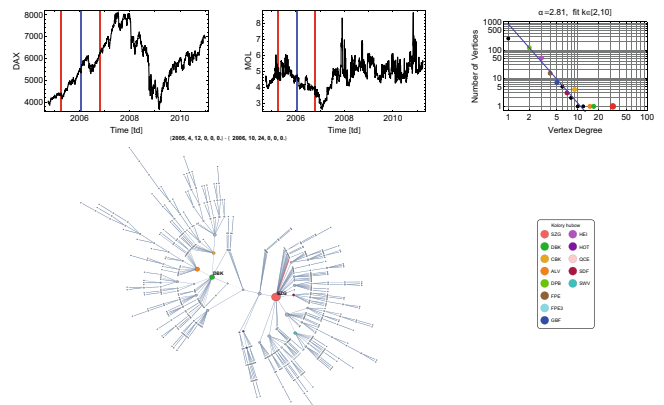 α=2.81, fit k∈[2,10]
8000
7000
6000
5000
4000
DAX
2006
2008
2010
Time [td]
8
7
6
5
4
3
MOL
2006
2008
2010
Time [td]
1000
500
100
50
10
5
1
Number of Vertices
1
2
5
10
20
50
100
Vertex Degree
(2005, 4, 12, 0, 0, 0.) - ( 2006, 10, 24, 0, 0, 0.)
DBK
SZG
Kolory hubow
SZG HEI
DBK HOT
CBK QCE
ALV SDF
DPB SWV
FPE
FPE3
GBF